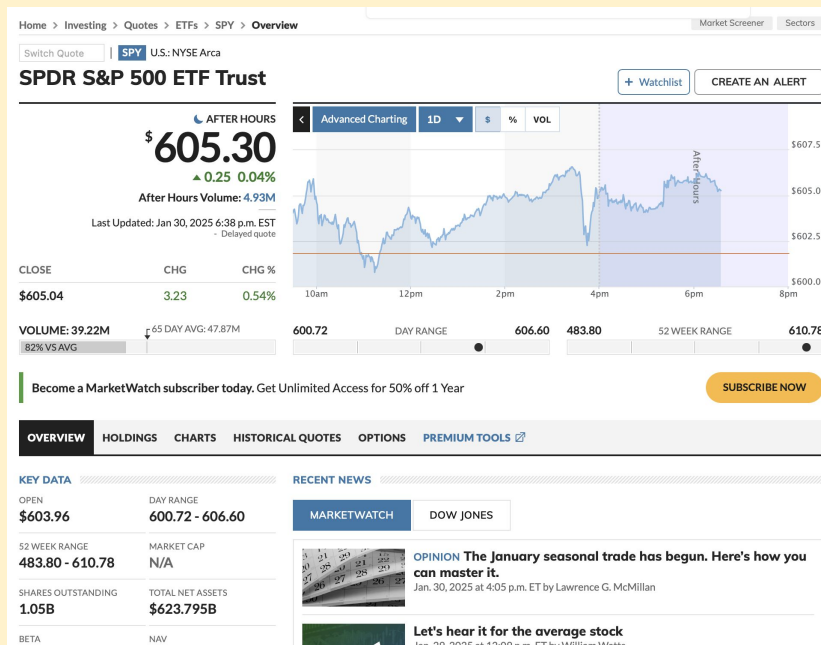 Home > Investing > Quotes > ETFs > SPY > Overview
Market Screener
Sectors
Switch Quote
SPY U.S.: NYSE Arca
SPDR S&P 500 ETF Trust
+ Watchlist
CREATE AN ALERT
AFTER HOURS
$605.30
0.25 0.04%
After Hours Volume: 4.93M
Last Updated: Jan 30, 2025 6:38 p.m. EST
- Delayed quote
CLOSE CHG CHG %
$605.04 3.23 0.54%
VOLUME: 39.22M
65 DAY AVG: 47.87M
82% VS AVG
Advanced Charting
1D
$ % VOL
After Hours
$607.5
$605.0
$602.5
$600.0
10am 12pm 2pm 4pm 6pm 8pm
600.72 DAY RANGE 606.60
483.80 52 WEEK RANGE 610.78
Become a MarketWatch subscriber today. Get Unlimited Access for 50% off 1 Year
SUBSCRIBE NOW
OVERVIEW HOLDINGS CHARTS HISTORICAL QUOTES OPTIONS PREMIUM TOOLS
KEY DATA
OPEN
$603.96
DAY RANGE
600.72 - 606.60
52 WEEK RANGE
483.80 - 610.78
MARKET CAP
N/A
SHARES OUTSTANDING
1.05B
TOTAL NET ASSETS
$623.795B
BETA
NAV
RECENT NEWS
MARKETWATCH
DOW JONES
OPINION The January seasonal trade has begun. Here's how you
can master it.
Jan. 30, 2025 at 4:05 p.m. ET by Lawrence G. McMillan
Let's hear it for the average stock